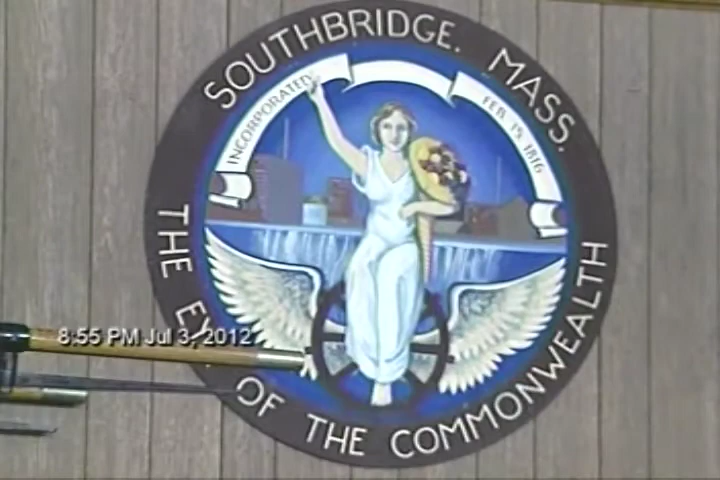 SOUTHBRIDGE. MASS.
INCORPORATED
FEB. 15, 1816
THE
OF THE COMMONWEALTH
8:55 PM Jul 3, 2012